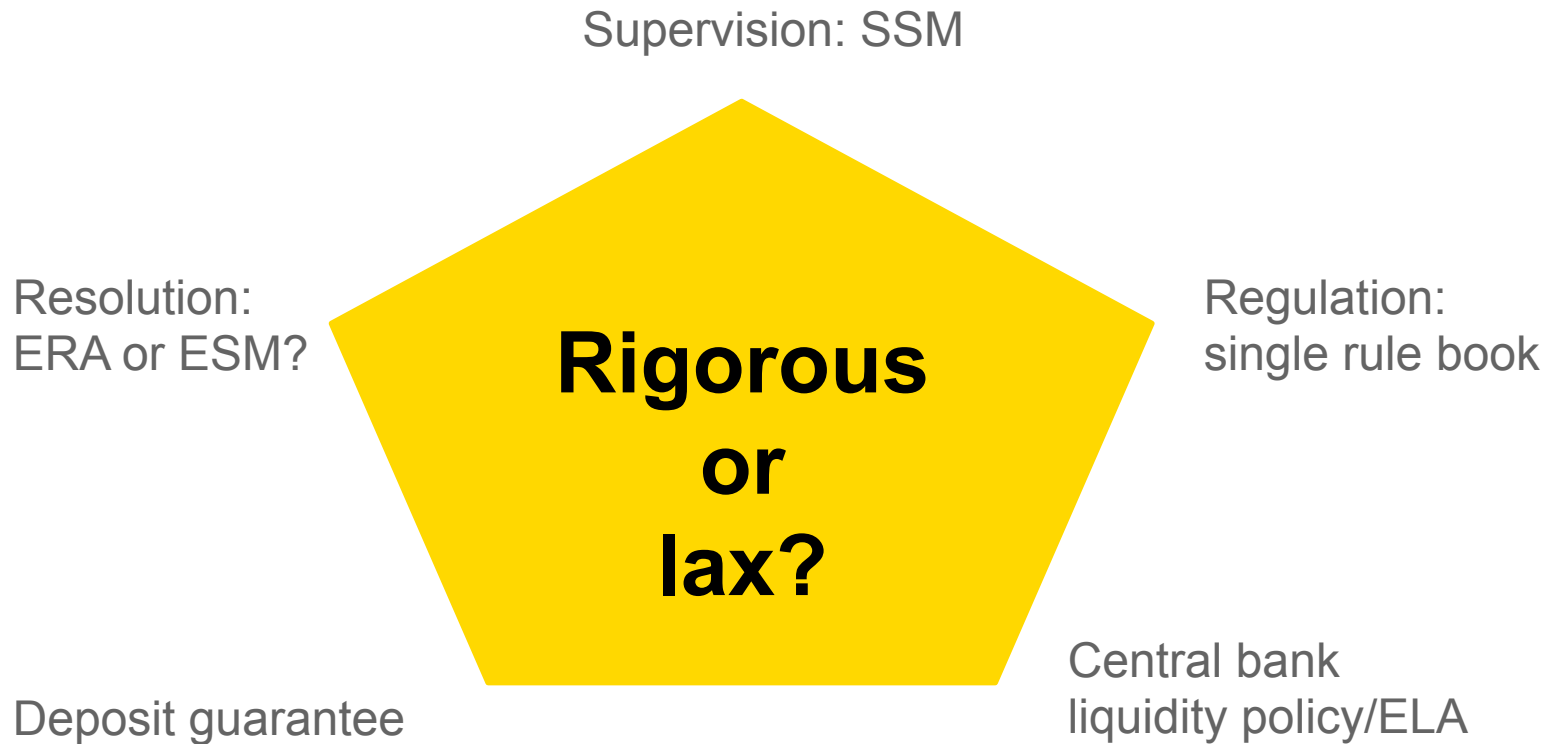 Supervision: SSM
Resolution:
ERA or ESM?
Regulation:
single rule book
Rigorous
or
lax?
Central bank
liquidity policy/ELA
Deposit guarantee